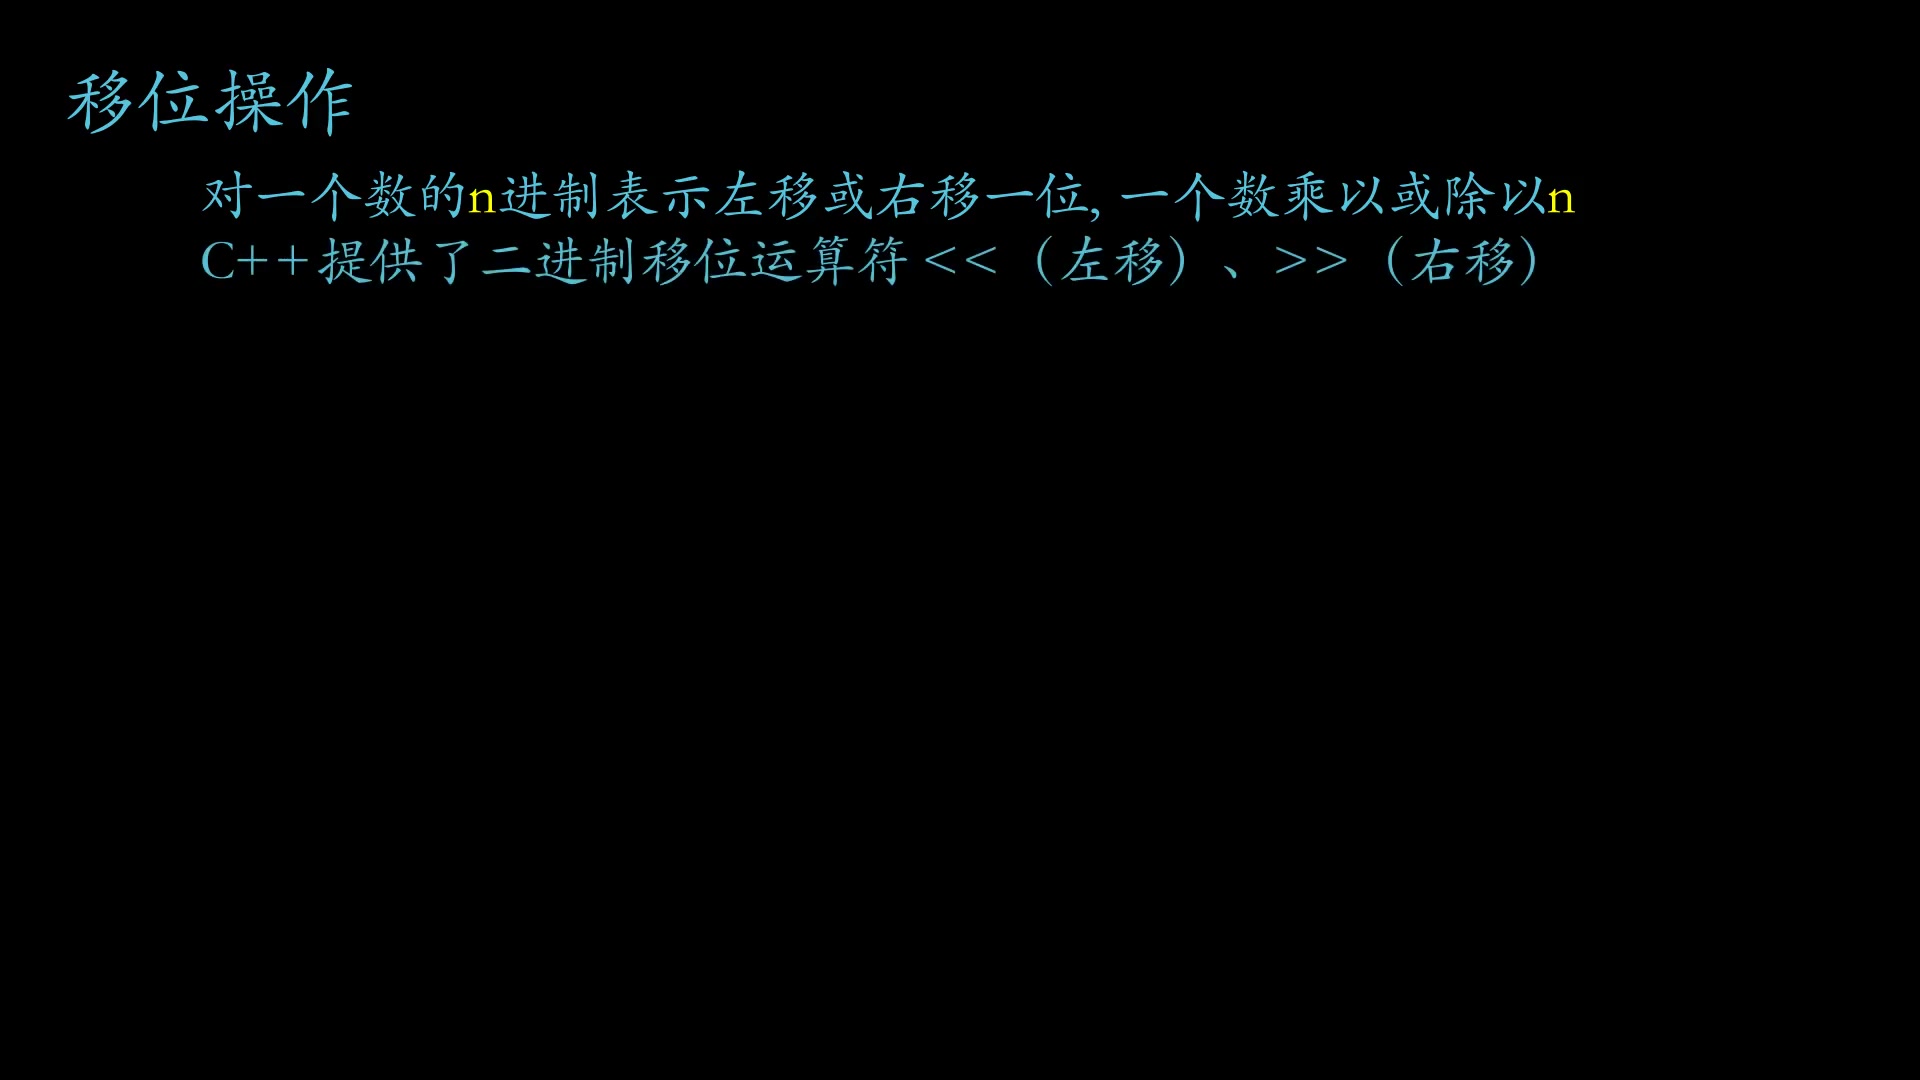 移位操作
对一个数的n进制表示左移或右移一位, 一个数乘以或除以n
C++提供了二进制移位运算符 <<（左移）、>>（右移）